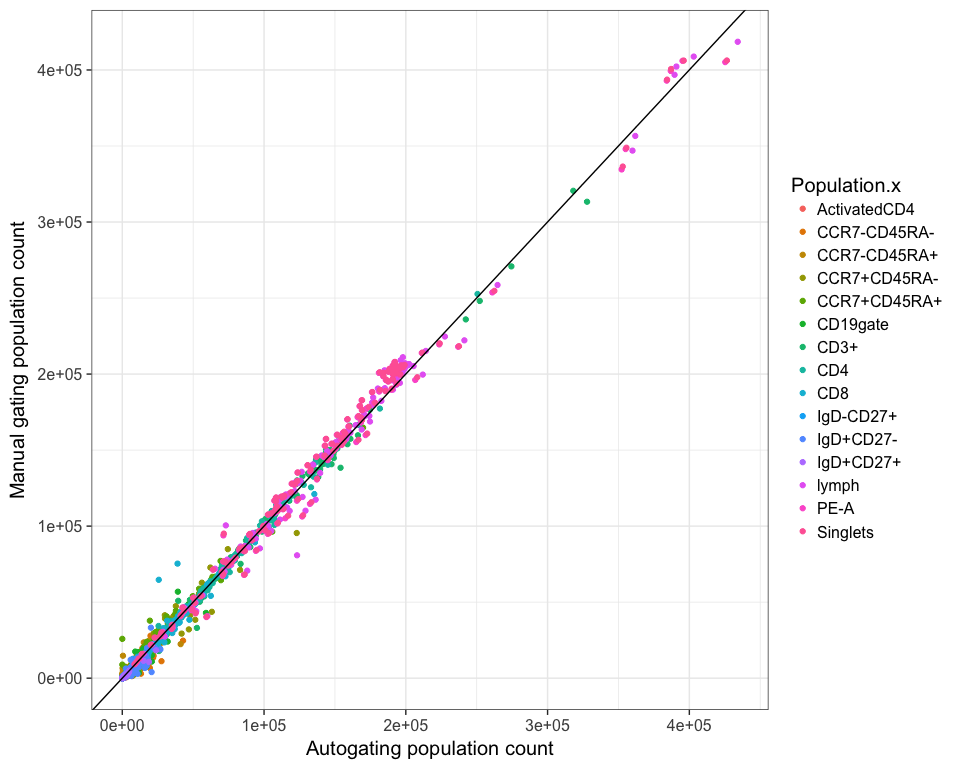 Manual gating population count
4e+05
3e+05
2e+05
1e+05
0e+00
0e+00 1e+05 2e+05 3e+05 4e+05
Autogating population count
Population.x
ActivatedCD4
CCR7-CD45RA-
CCR7-CD45RA+
CCR7+CD45RA-
CCR7+CD45RA+
CD19gate
CD3+
CD4
CD8
IgD-CD27+
IgD+CD27-
IgD+CD27+
lymph
PE-A
Singlets